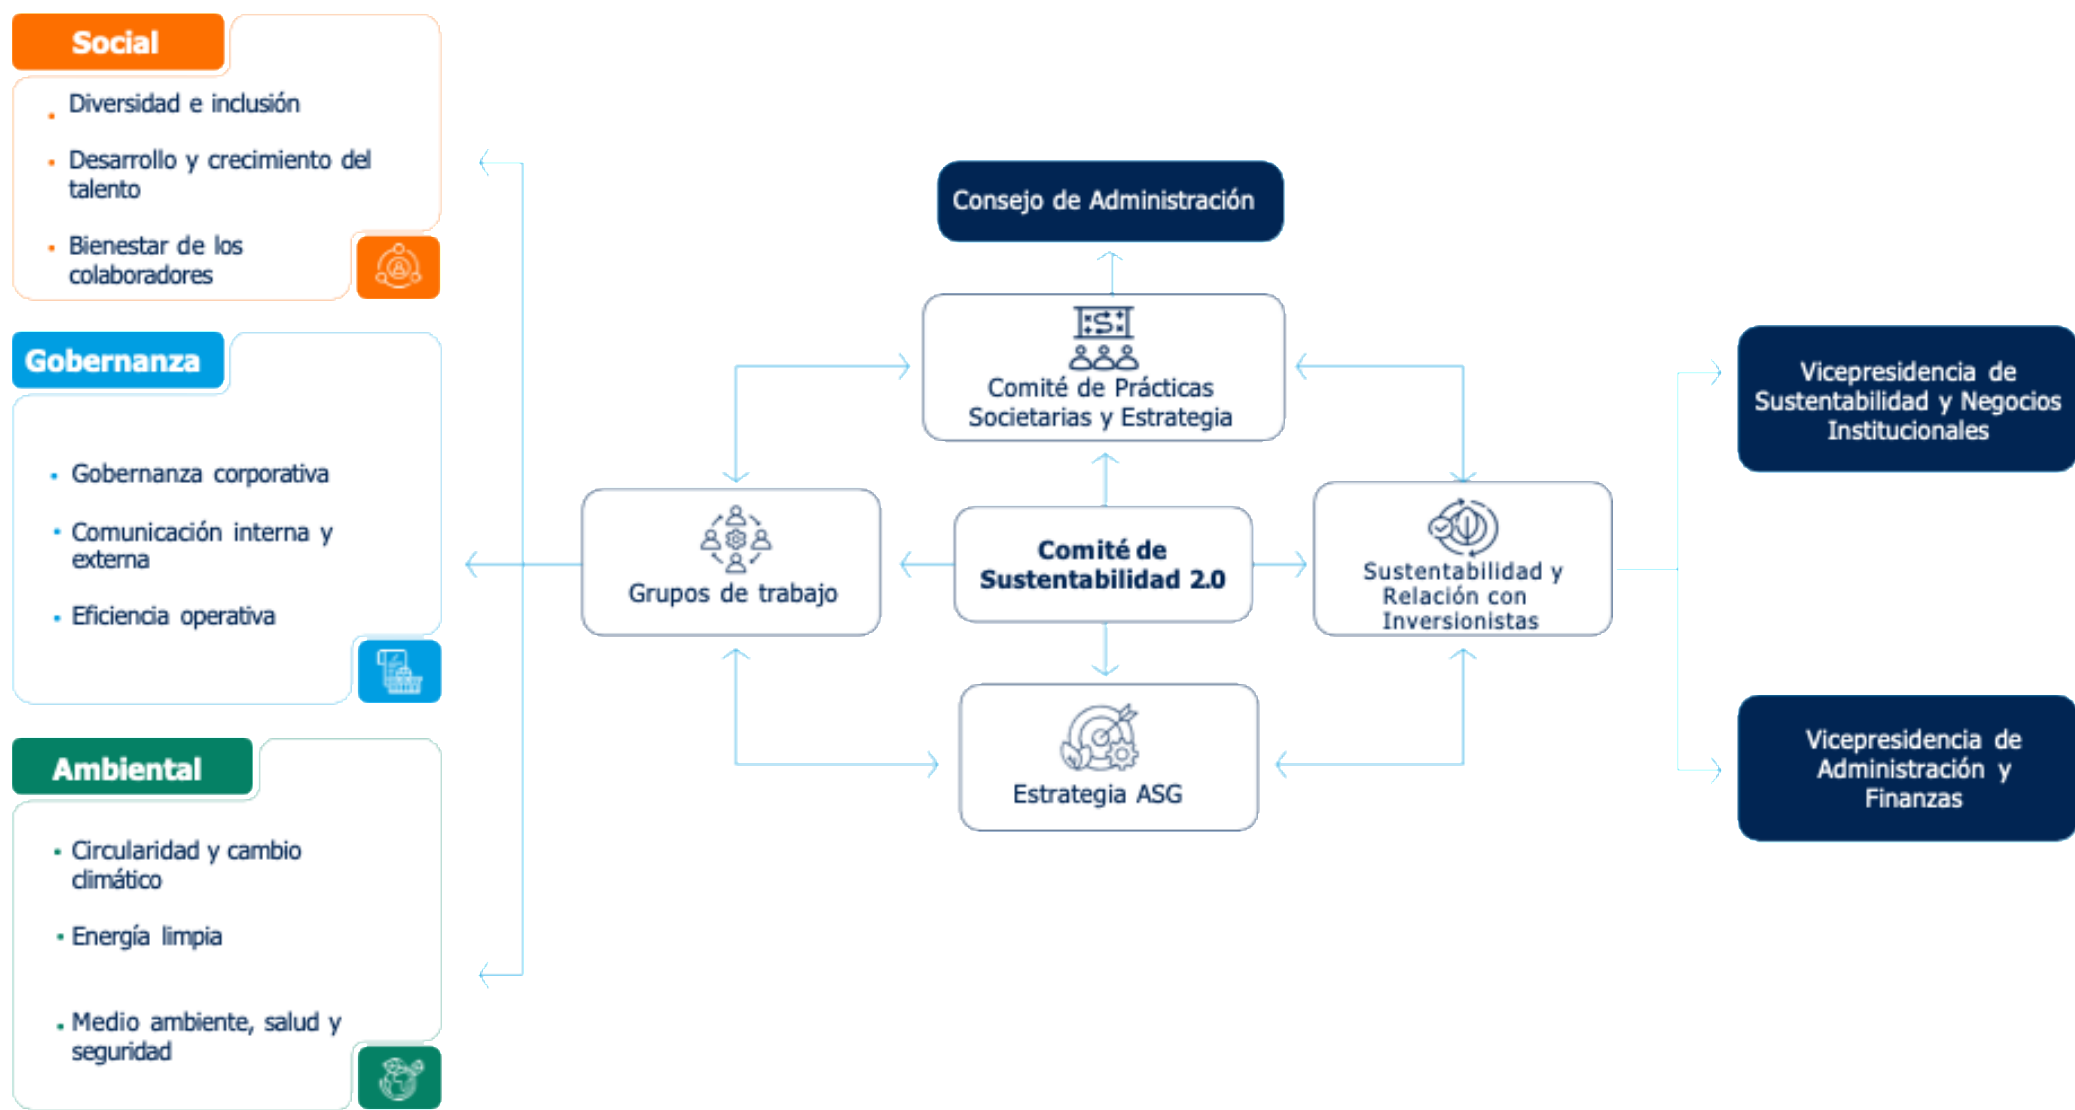 Social
Diversidad e inclusión
Desarrollo y crecimiento del
talento
Bienestar de los
colaboradores
Gobernanza
Gobernanza corporativa
Comunicación interna y
externa
Eficiencia operativa
Ambiental
Circularidad y cambio
climático
Energía limpia
Medio ambiente, salud y
seguridad
Grupos de trabajo
Consejo de Administración
Comité de Prácticas
Societarias y Estrategia
Comité de
Sustentabilidad 2.0
Estrategia ASG
Sustentabilidad y
Relación con
Inversionistas
Vicepresidencia de
Sustentabilidad y Negocios
Institucionales
Vicepresidencia de
Administración y
Finanzas